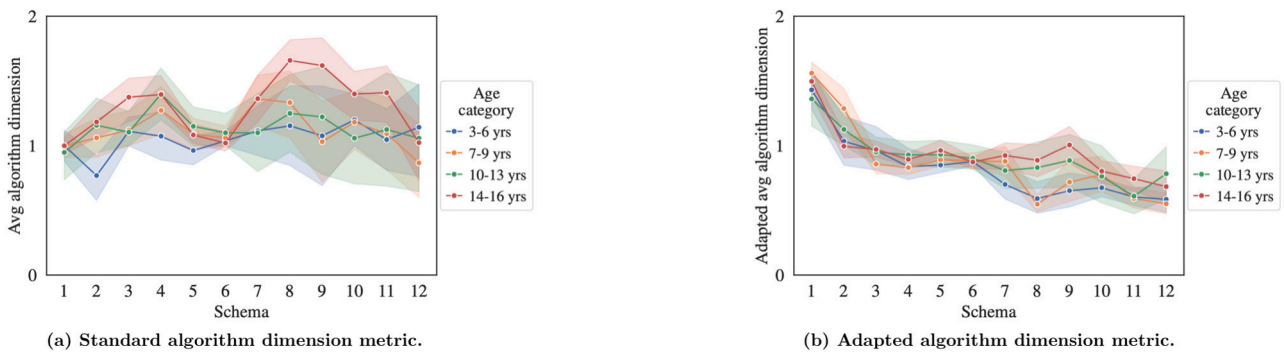 2
1
0
Avg algorithm dimension
1 2 3 4 5 6 7 8 9 10 11 12
Schema
Age
category
3-6 yrs
7-9 yrs
10-13 yrs
14-16 yrs
(a) Standard algorithm dimension metric.
2
1
0
Adapted avg algorithm dimension
1 2 3 4 5 6 7 8 9 10 11 12
Schema
Age
category
3-6 yrs
7-9 yrs
10-13 yrs
14-16 yrs
(b) Adapted algorithm dimension metric.